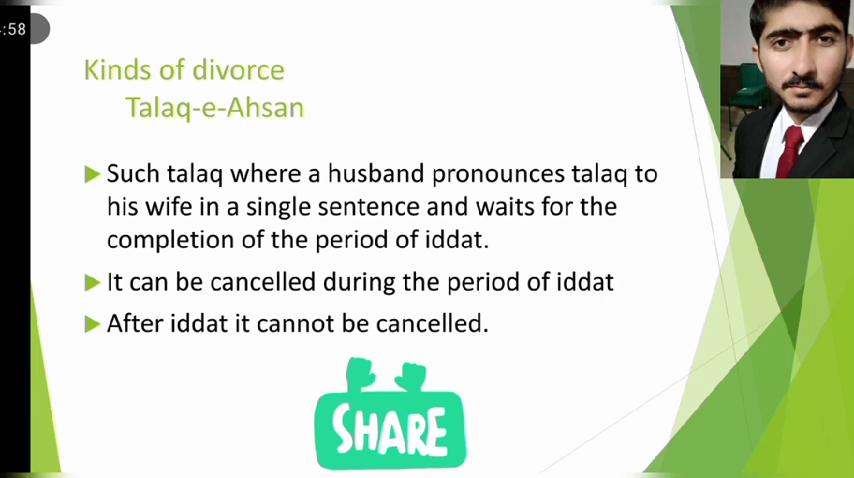 :58
Kinds of divorce
Talaq-e-Ahsan
Such talaq where a husband pronounces talaq to
his wife in a single sentence and waits for the
completion of the period of iddat.
It can be cancelled during the period of iddat
After iddat it cannot be cancelled.
SHARE